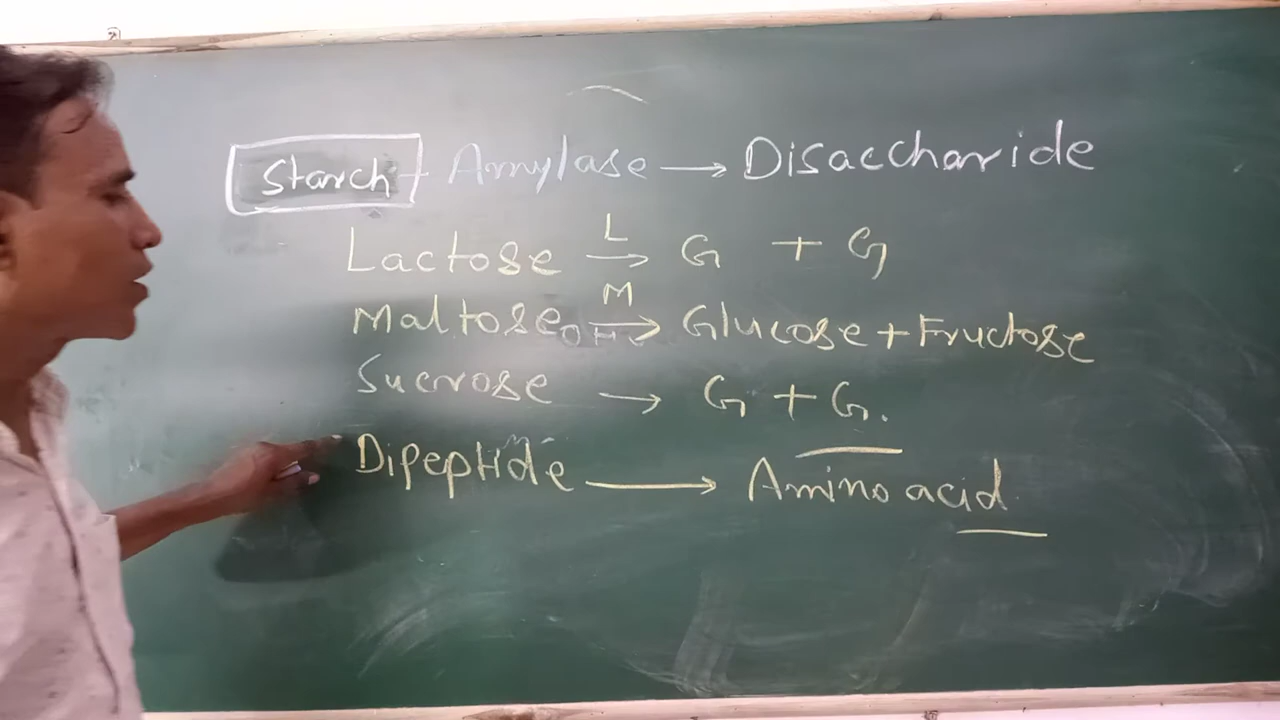 Starch + Amylase → Disaccharide
Lactose L → G + G
Maltose M → Glucose + Fructose
Sucrose → G + G.
Dipeptide → Amino acid